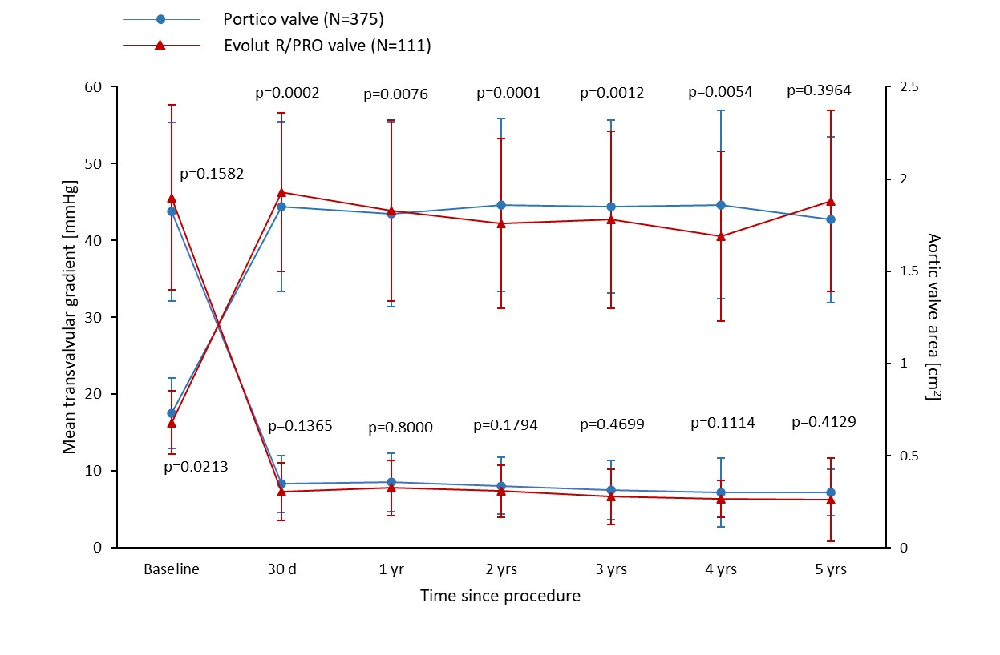 Portico valve (N=375)
Evolut R/PRO valve (N=111)
60
50
40
30
20
10
0
Mean transvalvular gradient [mmHg]
p=0.0002
p=0.0076
p=0.0001
p=0.0012
p=0.0054
p=0.3964
p=0.1582
p=0.1365
p=0.8000
p=0.1794
p=0.4699
p=0.1114
p=0.4129
p=0.0213
2.5
2
1.5
1
0.5
0
Aortic valve area [cm²]
Baseline
30 d
1 yr
2 yrs
3 yrs
4 yrs
5 yrs
Time since procedure